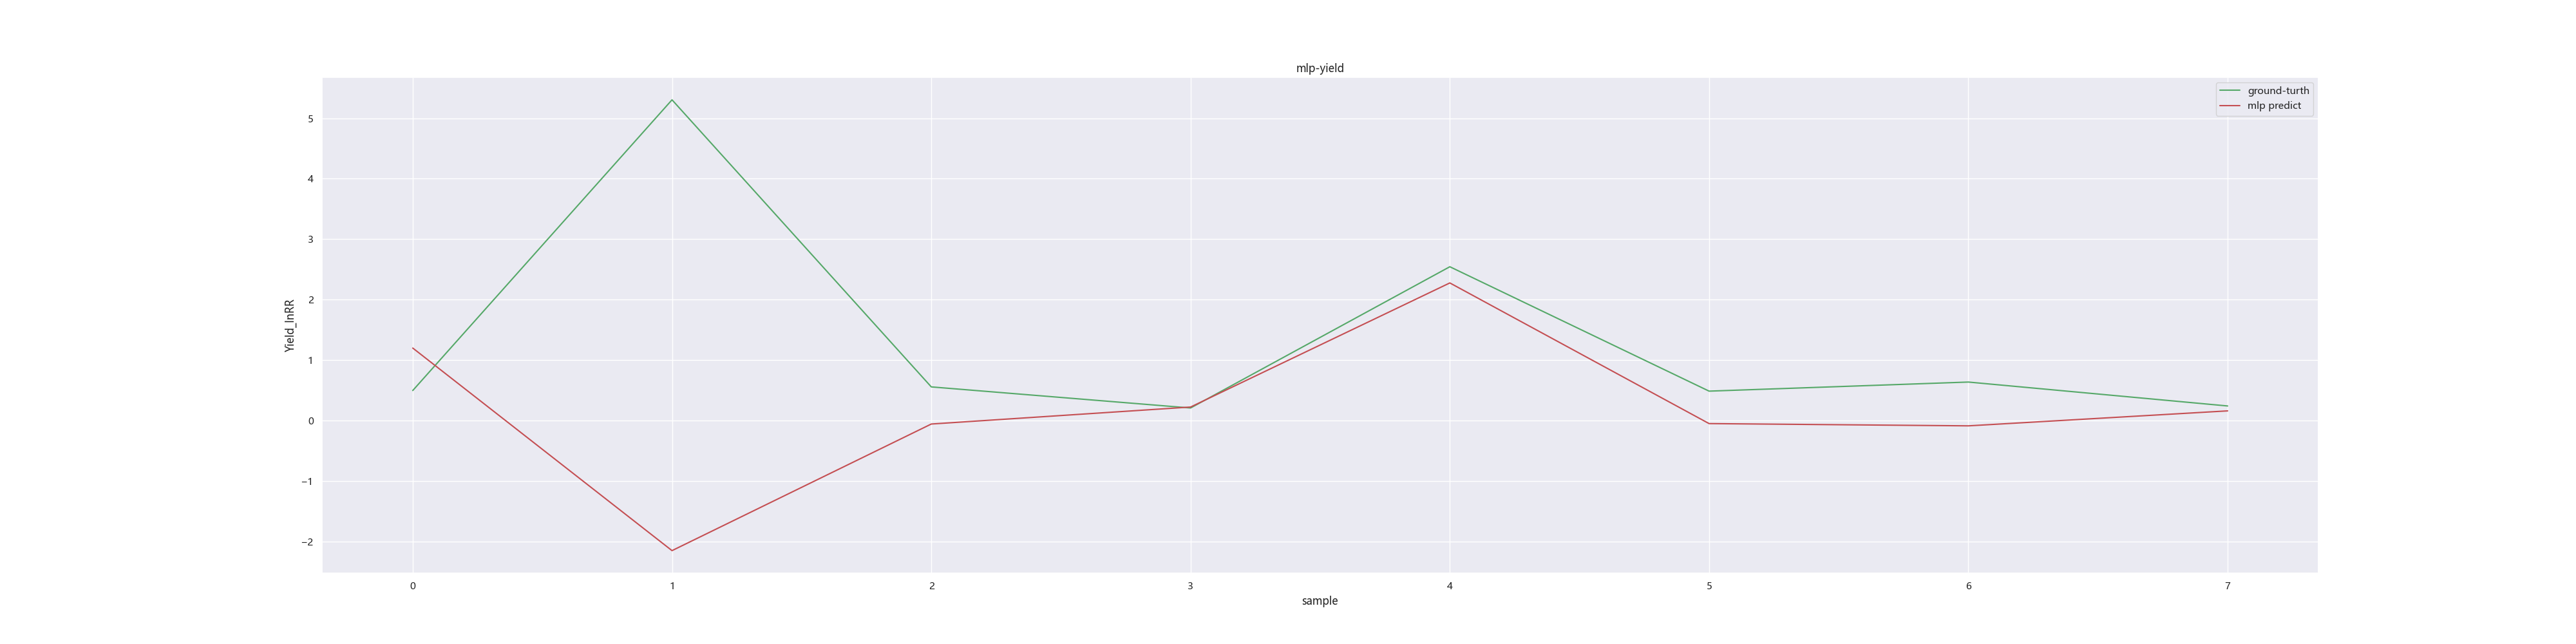 mlp-yield
ground-turth
mlp predict
5
4
3
2
1
0
−1
−2
Yield_lnRR
0 1 2 3 4 5 6 7
sample